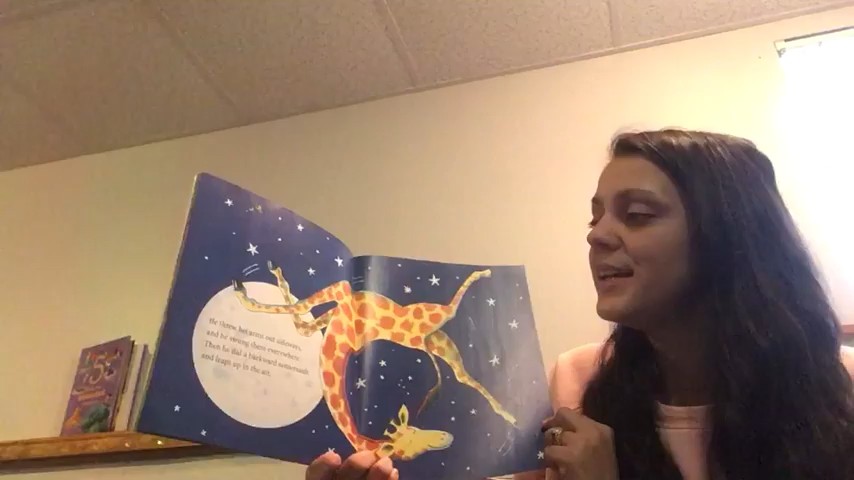 He threw his arms out sideways,
and he swung them everywhere.
Then he did a backward somersault
and leapt up in the air.